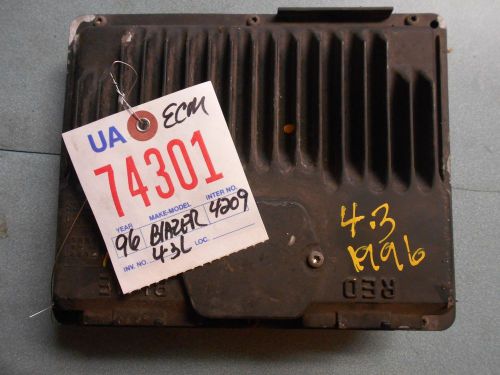 ECM
UA
74301
YEAR MAKE-MODEL INTER NO.
96 BLAZER 4209
4.3L
INV. NO. LOC.
4.3
1996
BLUE
RED